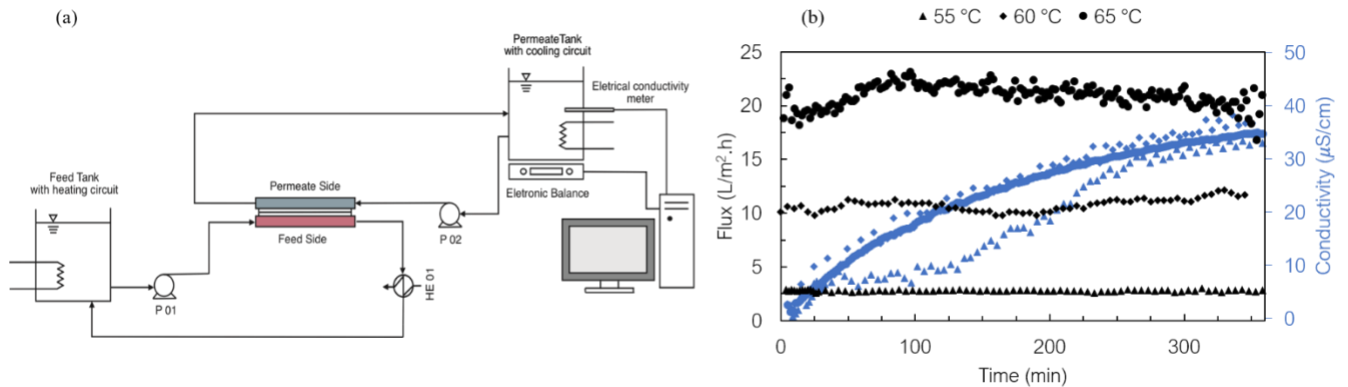 (a)
PermeateTank
with cooling circuit
Eletrical conductivity
meter
Feed Tank
with heating circuit
Permeate Side
Eletronic Balance
Feed Side
P 02
P 01
HE 01
(b)
55 °C 60 °C 65 °C
25 50
20 40
15 30
10 20
5 10
0 0
Flux (L/m².h)
Conductivity (µS/cm)
0 100 200 300
Time (min)